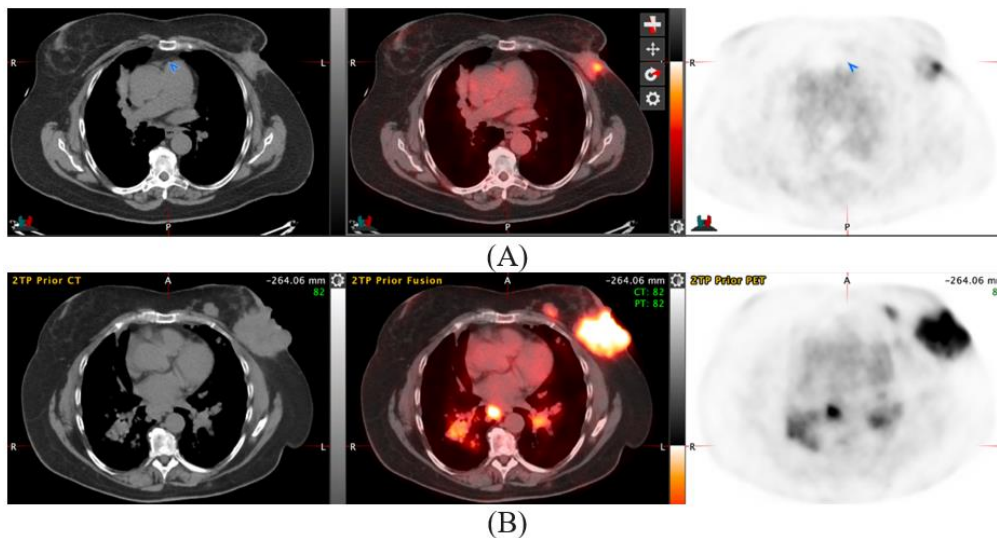 R
L
R
P
P
(A)
2TP Prior CT
A
-264.06 mm
82
2TP Prior Fusion
A
-264.06 mm
CT: 82
PT: 82
2TP Prior PET
A
-264.06 mm
R
L
R
L
R
L
(B)